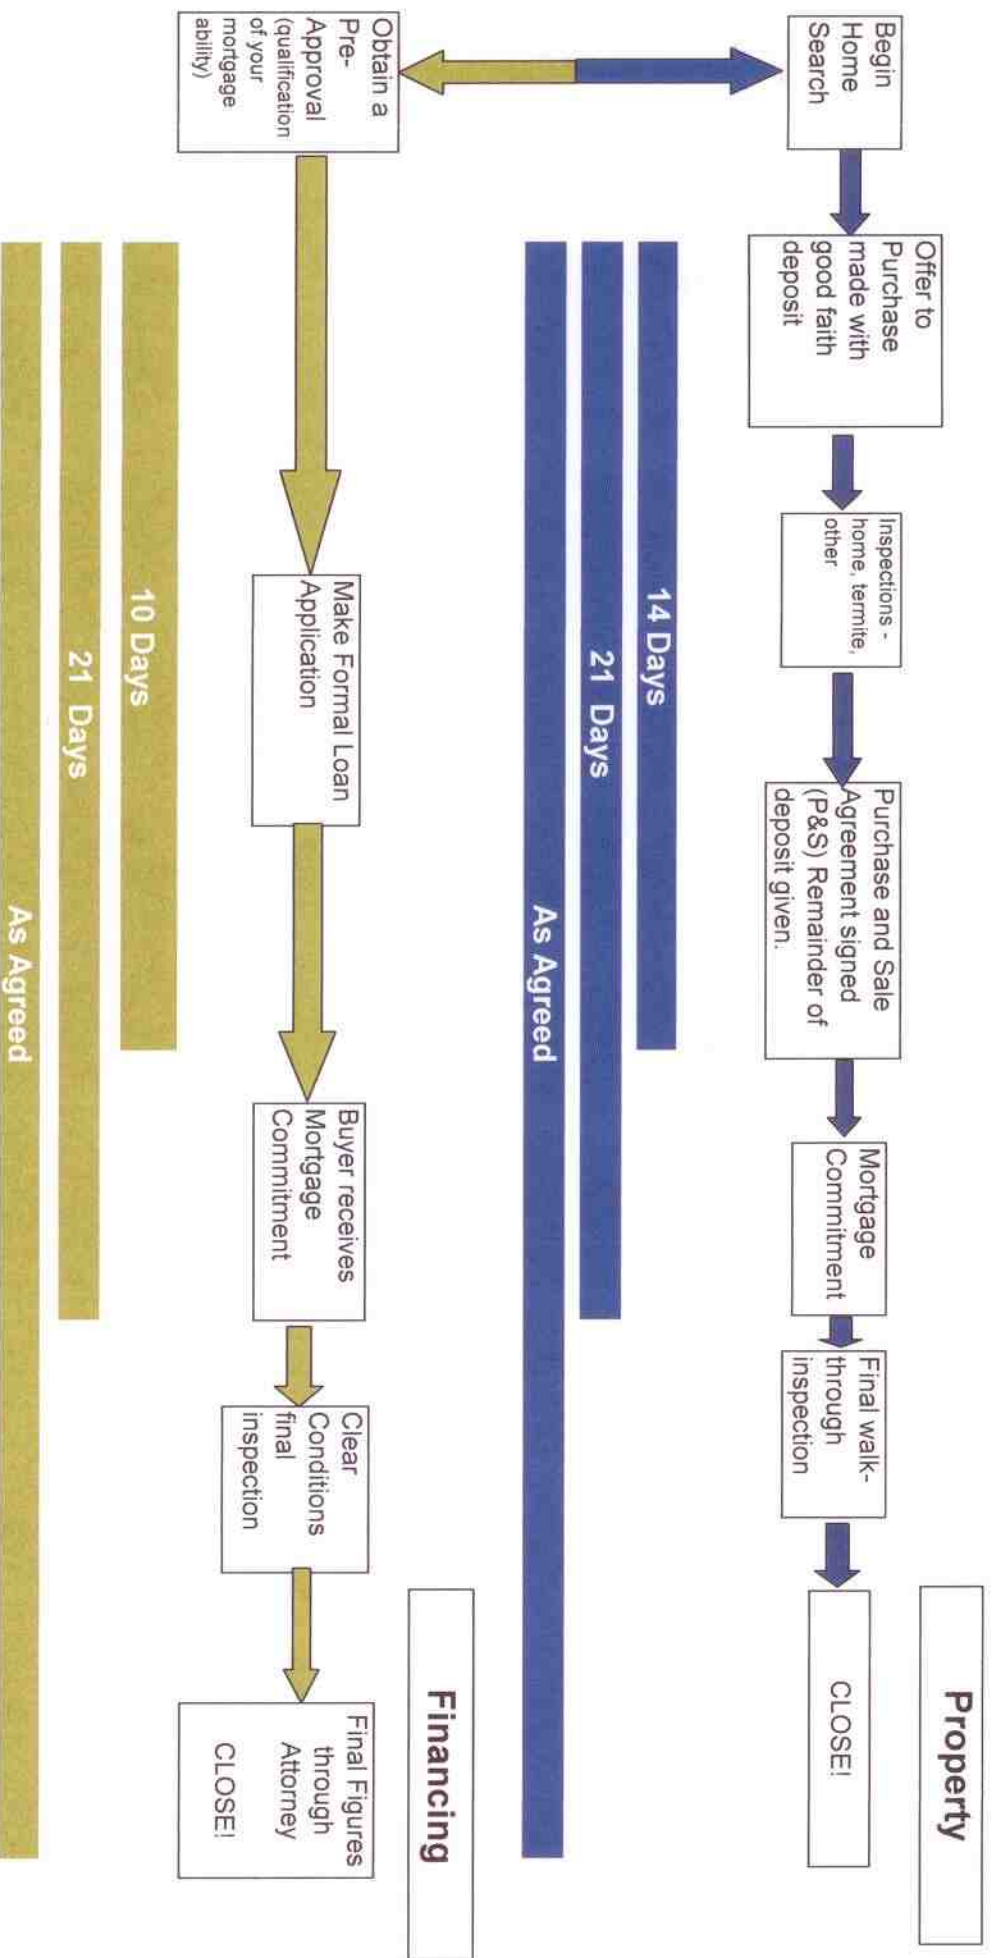 Property
Begin
Home
Search
Offer to
Purchase
made with
good faith
deposit
Inspections -
home, termite,
other
Purchase and Sale
Agreement signed
(P&S) Remainder of
deposit given.
Mortgage
Commitment
Final walk-
through
inspection
CLOSE!
14 Days
21 Days
As Agreed
Financing
Obtain a
Pre-
Approval
(qualification
of your
mortgage
ability)
Make Formal Loan
Application
Buyer receives
Mortgage
Commitment
Clear
Conditions
final
inspection
Final Figures
through
Attorney
CLOSE!
10 Days
21 Days
As Agreed